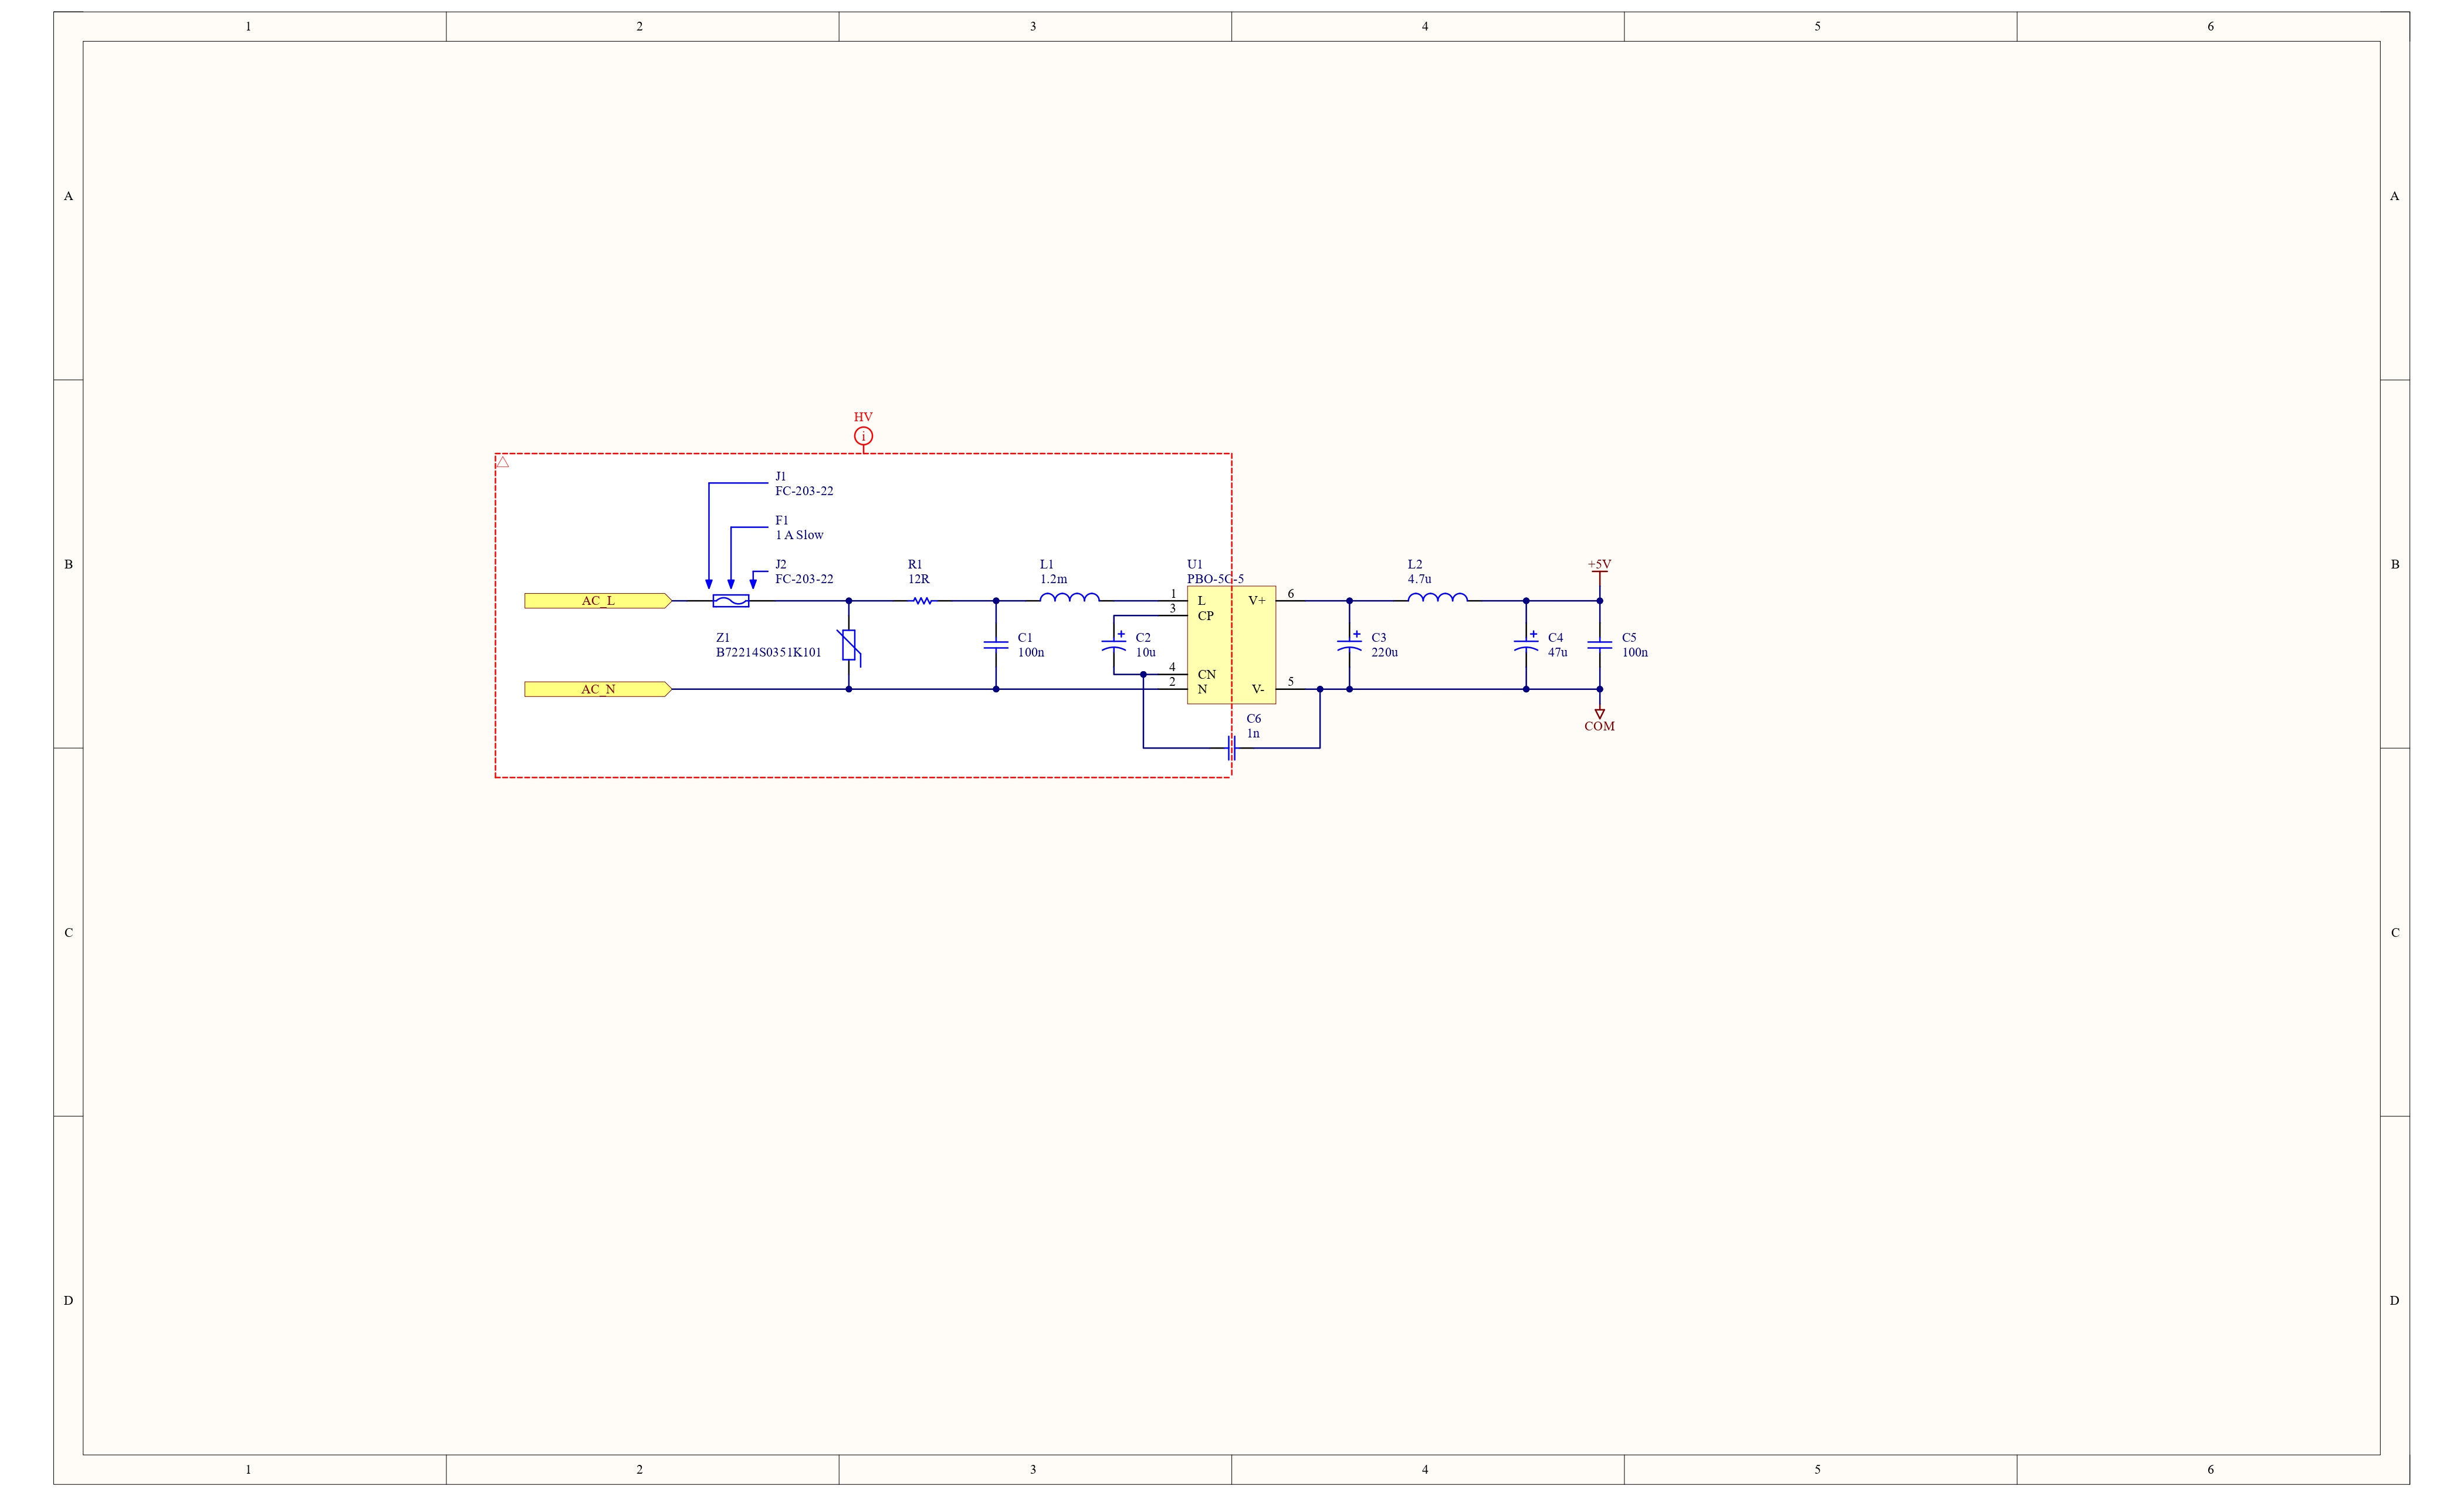 1 2 3 4 5 6
A A
HV
J1
FC-203-22
F1
1 A Slow
J2
FC-203-22
R1
12R
L1
1.2m
U1
PBO-5C-5
L2
4.7u
+5V
B B
AC_L
1 L V+ 6
3 CP
Z1
B72214S0351K101
C1
100n
C2
10u
C3
220u
C4
47u
C5
100n
4 CN
AC_N
2 N V- 5
C6
1n
COM
C C
D D
1 2 3 4 5 6